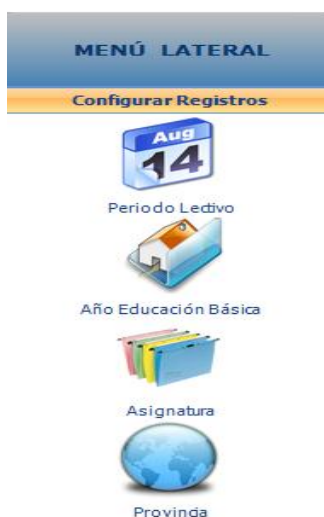 MENÚ LATERAL
Configurar Registros
Aug
14
Periodo Lectivo
Año Educación Básica
Asignatura
Provincia